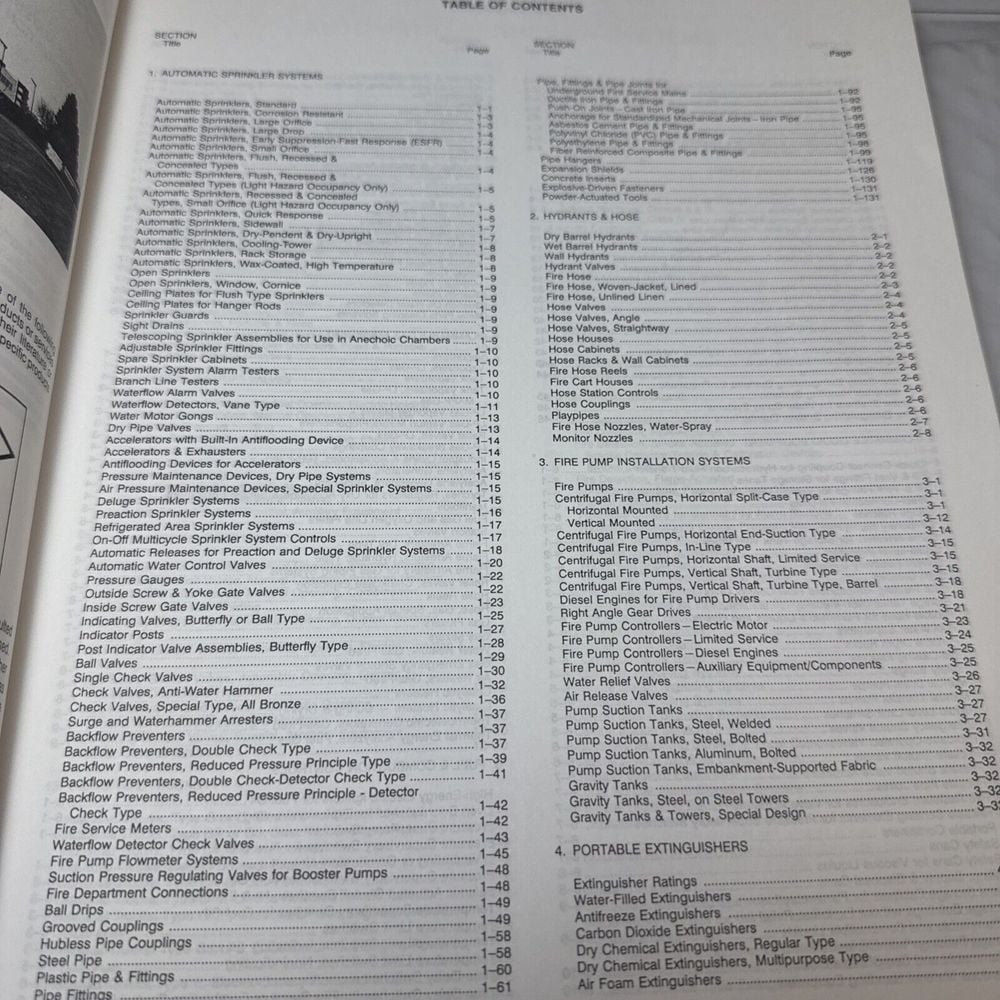 TABLE OF CONTENTS
SECTION
Title
Page
1. AUTOMATIC SPRINKLER SYSTEMS
Automatic Sprinklers, Standard 1–1
Automatic Sprinklers, Corrosion Resistant 1–3
Automatic Sprinklers, Large Orifice 1–3
Automatic Sprinklers, Large Drop 1–4
Automatic Sprinklers, Early Suppression-Fast Response (ESFR) 1–4
Automatic Sprinklers, Small Orifice 1–4
Automatic Sprinklers, Flush, Recessed &
Concealed Types 1–4
Automatic Sprinklers, Flush, Recessed &
Concealed Types (Light Hazard Occupancy Only) 1–5
Automatic Sprinklers, Recessed & Concealed
Types, Small Orifice (Light Hazard Occupancy Only) 1–5
Automatic Sprinklers, Quick Response 1–5
Automatic Sprinklers, Sidewall 1–7
Automatic Sprinklers, Dry-Pendent & Dry-Upright 1–7
Automatic Sprinklers, Cooling-Tower 1–8
Automatic Sprinklers, Rack Storage 1–8
Automatic Sprinklers, Wax-Coated, High Temperature 1–8
Open Sprinklers 1–9
Open Sprinklers, Window, Cornice 1–9
Ceiling Plates for Flush Type Sprinklers 1–9
Ceiling Plates for Hanger Rods 1–9
Sprinkler Guards 1–9
Sight Drains 1–9
Telescoping Sprinkler Assemblies for Use in Anechoic Chambers 1–9
Adjustable Sprinkler Fittings 1–10
Spare Sprinkler Cabinets 1–10
Sprinkler System Alarm Testers 1–10
Branch Line Testers 1–10
Waterflow Alarm Valves 1–10
Waterflow Detectors, Vane Type 1–11
Water Motor Gongs 1–13
Dry Pipe Valves 1–13
Accelerators with Built-In Antiflooding Device 1–14
Accelerators & Exhausters 1–14
Antiflooding Devices for Accelerators 1–15
Pressure Maintenance Devices, Dry Pipe Systems 1–15
Air Pressure Maintenance Devices, Special Sprinkler Systems 1–15
Deluge Sprinkler Systems 1–15
Preaction Sprinkler Systems 1–16
Refrigerated Area Sprinkler Systems 1–17
On-Off Multicycle Sprinkler System Controls 1–17
Automatic Releases for Preaction and Deluge Sprinkler Systems 1–18
Automatic Water Control Valves 1–20
Pressure Gauges 1–22
Outside Screw & Yoke Gate Valves 1–22
Inside Screw Gate Valves 1–23
Indicating Valves, Butterfly or Ball Type 1–25
Indicator Posts 1–27
Post Indicator Valve Assemblies, Butterfly Type 1–28
Ball Valves 1–29
Single Check Valves 1–30
Check Valves, Anti-Water Hammer 1–32
Check Valves, Special Type, All Bronze 1–36
Surge and Waterhammer Arresters 1–37
Backflow Preventers 1–37
Backflow Preventers, Double Check Type 1–37
Backflow Preventers, Reduced Pressure Principle Type 1–39
Backflow Preventers, Double Check-Detector Check Type 1–41
Backflow Preventers, Reduced Pressure Principle - Detector
Check Type 1–42
Fire Service Meters 1–42
Waterflow Detector Check Valves 1–43
Fire Pump Flowmeter Systems 1–45
Suction Pressure Regulating Valves for Booster Pumps 1–48
Fire Department Connections 1–48
Ball Drips 1–49
Grooved Couplings 1–49
Hubless Pipe Couplings 1–58
Steel Pipe 1–58
Plastic Pipe & Fittings 1–60
Pipe Fittings 1–61
SECTION
Title
Page
Pipe, Fittings & Pipe Joints for
Underground Fire Service Mains 1–92
Ductile Iron Pipe & Fittings 1–92
Push-On Joints – Cast Iron Pipe 1–95
Anchorage for Standardized Mechanical Joints – Iron Pipe 1–95
Asbestos Cement Pipe & Fittings 1–95
Polyvinyl Chloride (PVC) Pipe & Fittings 1–95
Polyethylene Pipe & Fittings 1–98
Fiber Reinforced Composite Pipe & Fittings 1–99
Pipe Hangers 1–119
Expansion Shields 1–126
Concrete Inserts 1–130
Explosive-Driven Fasteners 1–131
Powder-Actuated Tools 1–131
2. HYDRANTS & HOSE
Dry Barrel Hydrants 2–1
Wet Barrel Hydrants 2–2
Wall Hydrants 2–2
Hydrant Valves 2–2
Fire Hose 2–2
Fire Hose, Woven-Jacket, Lined 2–3
Fire Hose, Unlined Linen 2–4
Hose Valves 2–4
Hose Valves, Angle 2–4
Hose Valves, Straightway 2–5
Hose Houses 2–5
Hose Cabinets 2–5
Hose Racks & Wall Cabinets 2–5
Fire Hose Reels 2–6
Fire Cart Houses 2–6
Hose Station Controls 2–6
Hose Couplings 2–6
Playpipes 2–6
Fire Hose Nozzles, Water-Spray 2–7
Monitor Nozzles 2–8
3. FIRE PUMP INSTALLATION SYSTEMS
Fire Pumps 3–1
Centrifugal Fire Pumps, Horizontal Split-Case Type 3–1
Horizontal Mounted 3–1
Vertical Mounted 3–12
Centrifugal Fire Pumps, Horizontal End-Suction Type 3–14
Centrifugal Fire Pumps, In-Line Type 3–15
Centrifugal Fire Pumps, Horizontal Shaft, Limited Service 3–15
Centrifugal Fire Pumps, Vertical Shaft, Turbine Type 3–15
Centrifugal Fire Pumps, Vertical Shaft, Turbine Type, Barrel 3–18
Diesel Engines for Fire Pump Drivers 3–18
Right Angle Gear Drives 3–21
Fire Pump Controllers – Electric Motor 3–23
Fire Pump Controllers – Limited Service 3–24
Fire Pump Controllers – Diesel Engines 3–25
Fire Pump Controllers – Auxiliary Equipment/Components 3–25
Water Relief Valves 3–26
Air Release Valves 3–27
Pump Suction Tanks 3–27
Pump Suction Tanks, Steel, Welded 3–27
Pump Suction Tanks, Steel, Bolted 3–31
Pump Suction Tanks, Aluminum, Bolted 3–32
Pump Suction Tanks, Embankment-Supported Fabric 3–32
Gravity Tanks 3–32
Gravity Tanks, Steel, on Steel Towers 3–32
Gravity Tanks & Towers, Special Design
4. PORTABLE EXTINGUISHERS
Extinguisher Ratings
Water-Filled Extinguishers
Antifreeze Extinguishers
Carbon Dioxide Extinguishers
Dry Chemical Extinguishers, Regular Type
Dry Chemical Extinguishers, Multipurpose Type
Air Foam Extinguishers